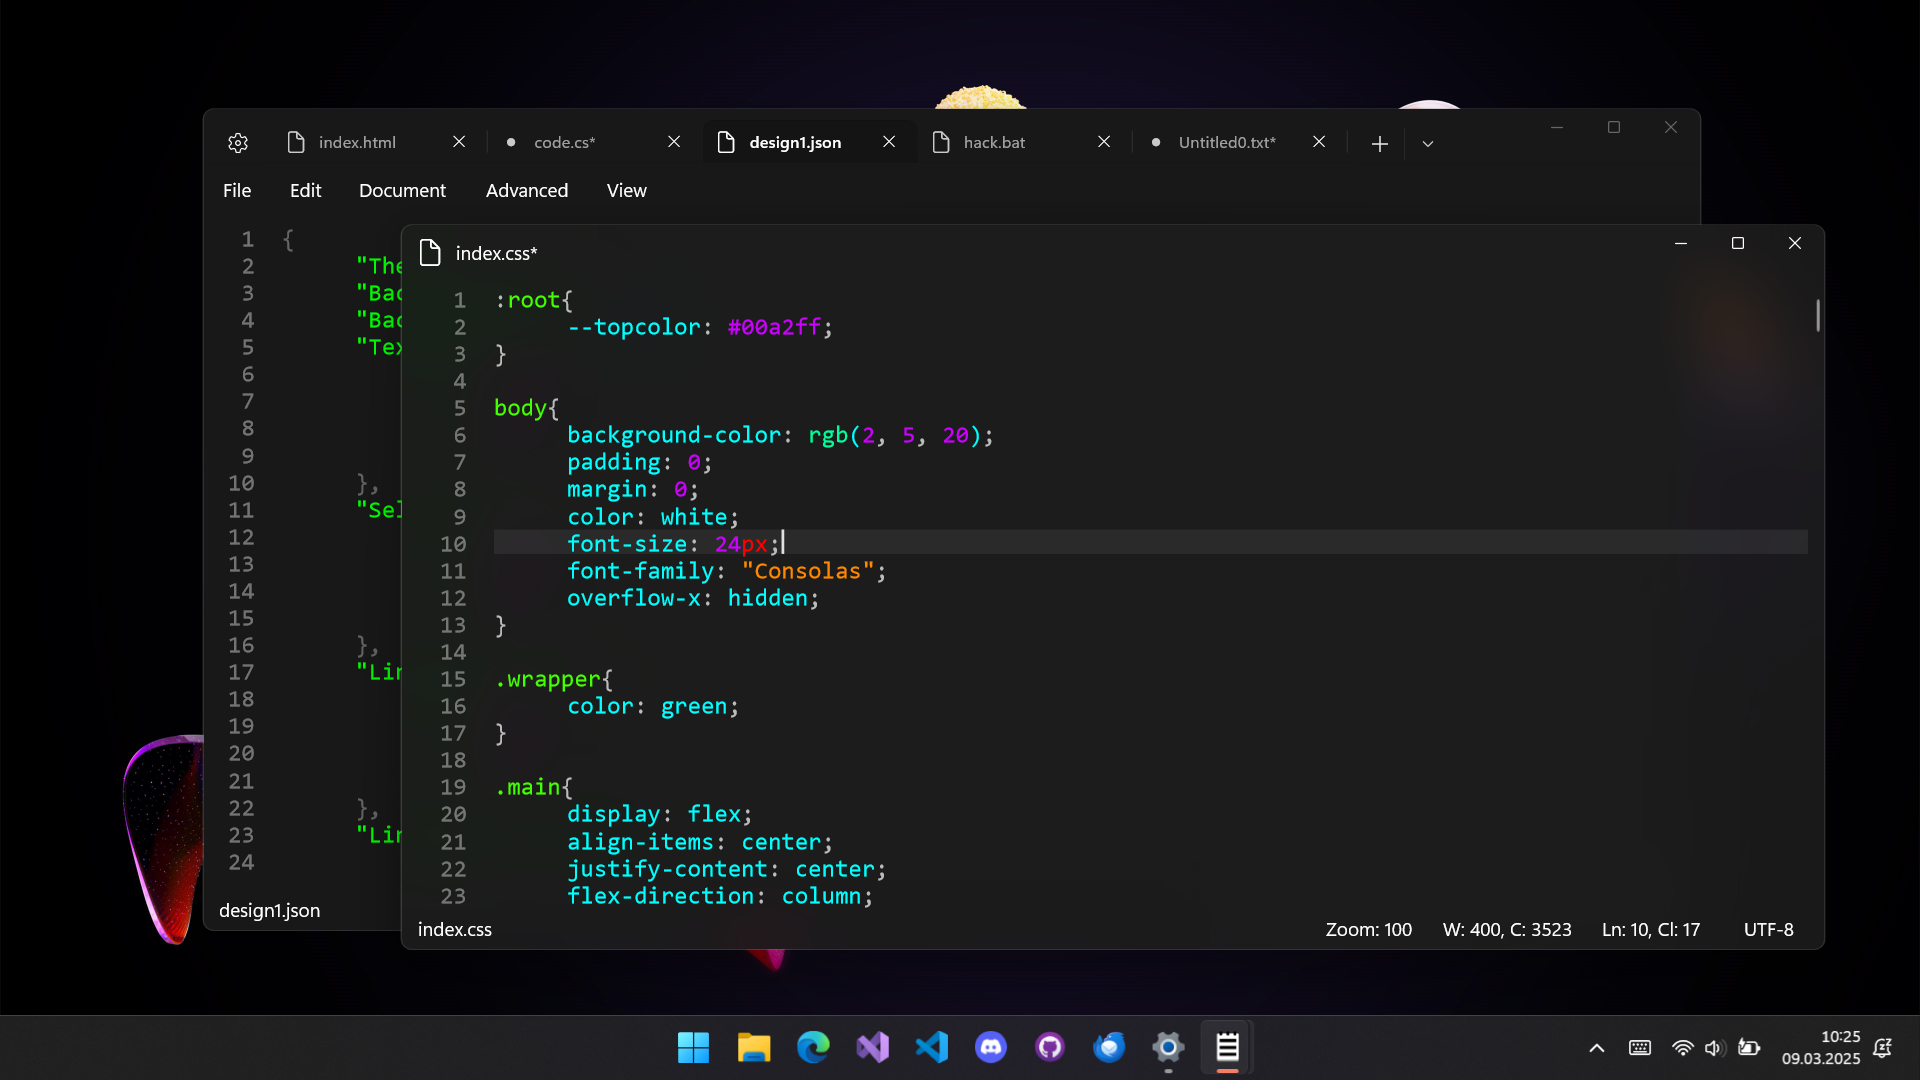 index.html
code.cs*
design1.json
hack.bat
Untitled0.txt*
File Edit Document Advanced View
1 {
2 "The
3 "Bac
4 "Bac
5 "Tex
6
7
8
9
10 },
11 "Sel
12
13
14
15
16 },
17 "Lin
18
19
20
21
22 },
23 "Lin
24
design1.json
index.css*
1 :root{
2 --topcolor: #00a2ff;
3 }
4
5 body{
6 background-color: rgb(2, 5, 20);
7 padding: 0;
8 margin: 0;
9 color: white;
10 font-size: 24px;
11 font-family: "Consolas";
12 overflow-x: hidden;
13 }
14
15 .wrapper{
16 color: green;
17 }
18
19 .main{
20 display: flex;
21 align-items: center;
22 justify-content: center;
23 flex-direction: column;
index.css Zoom: 100 W: 400, C: 3523 Ln: 10, Cl: 17 UTF-8
10:25
09.03.2025